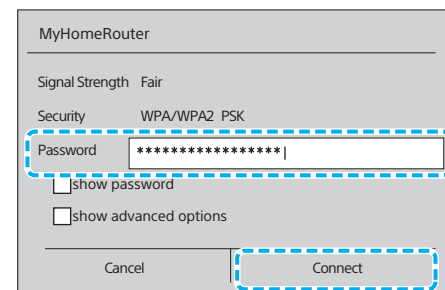 MyHomeRouter
Signal Strength Fair
Security WPA/WPA2 PSK
Password *****************|
show password
show advanced options
Cancel Connect